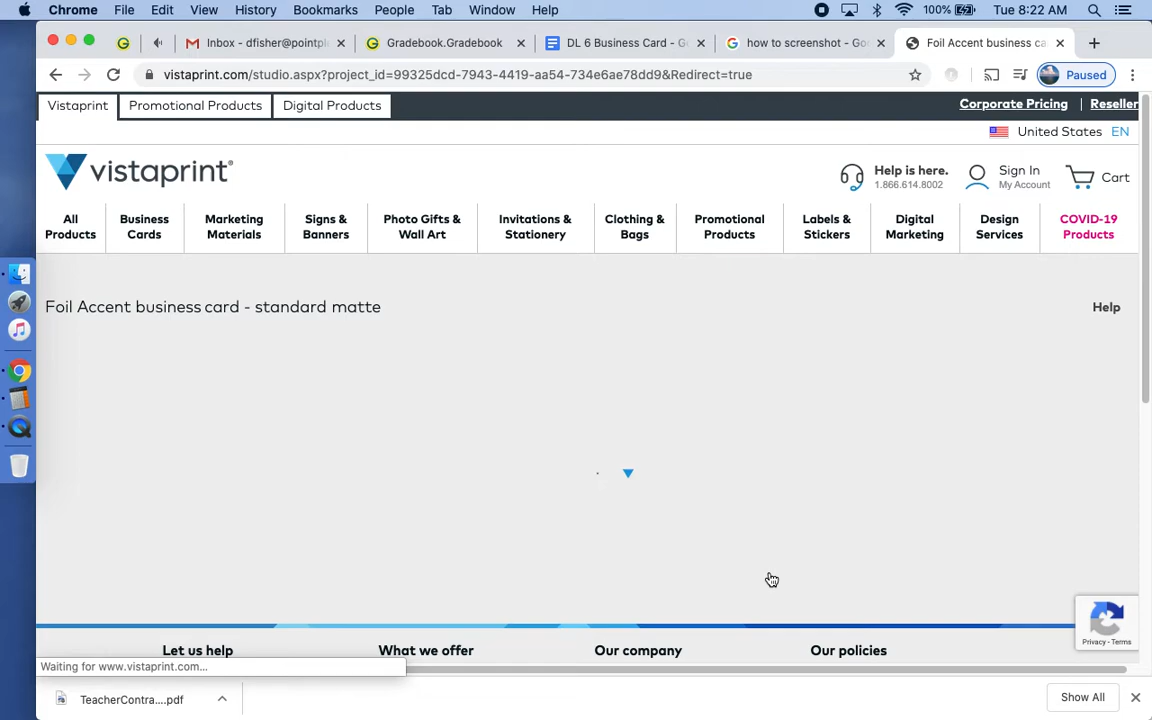 Chrome File Edit View History Bookmarks People Tab Window Help 100% Tue 8:22 AM
Inbox - dfisher@pointpl Gradebook.Gradebook DL 6 Business Card - G how to screenshot - Goo Foil Accent business ca
vistaprint.com/studio.aspx?project_id=99325dcd-7943-4419-aa54-734e6ae78dd9&Redirect=true Paused
Vistaprint Promotional Products Digital Products Corporate Pricing | Reseller
United States EN
vistaprint
Help is here. Sign In Cart
1.866.614.8002 My Account
All Business Marketing Signs & Photo Gifts & Invitations & Clothing & Promotional Labels & Digital Design COVID-19
Products Cards Materials Banners Wall Art Stationery Bags Products Stickers Marketing Services Products
Foil Accent business card - standard matte Help
Privacy - Terms
Let us help What we offer Our company Our policies
Waiting for www.vistaprint.com...
TeacherContra....pdf Show All